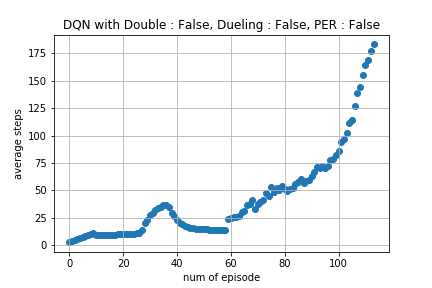 DQN with Double : False, Dueling : False, PER : False
175
150
125
100
75
50
25
0
average steps
0 20 40 60 80 100
num of episode